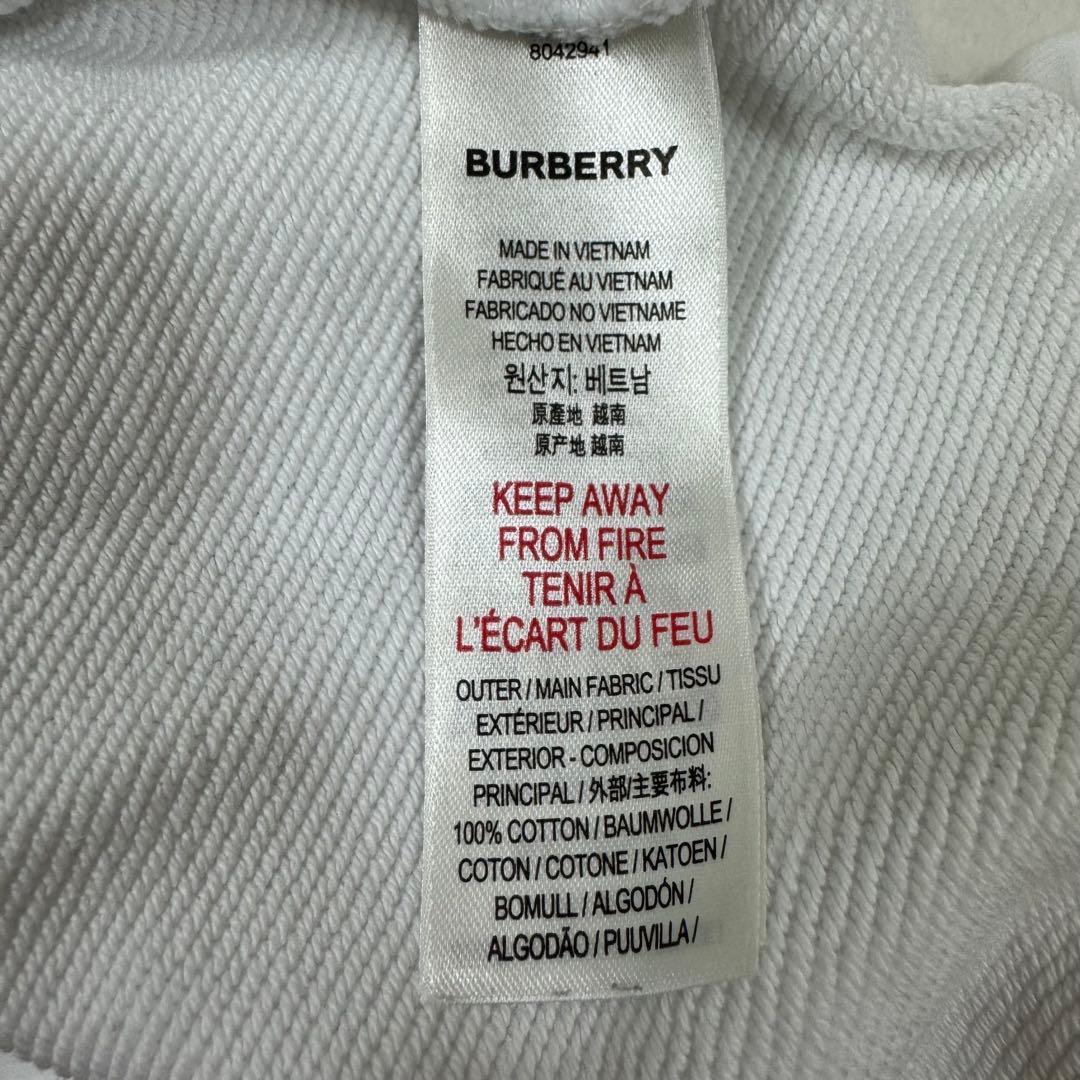 8042941
BURBERRY
MADE IN VIETNAM
FABRIQUÉ AU VIETNAM
FABRICADO NO VIETNAME
HECHO EN VIETNAM
원산지: 베트남
原產地 越南
原产地 越南
KEEP AWAY
FROM FIRE
TENIR À
L'ÉCART DU FEU
OUTER / MAIN FABRIC / TISSU
EXTÉRIEUR / PRINCIPAL /
EXTERIOR - COMPOSICION
PRINCIPAL / 外部/主要布料:
100% COTTON / BAUMWOLLE /
COTON / COTONE / KATOEN /
BOMULL / ALGODÓN /
ALGODÃO / PUUVILLA /